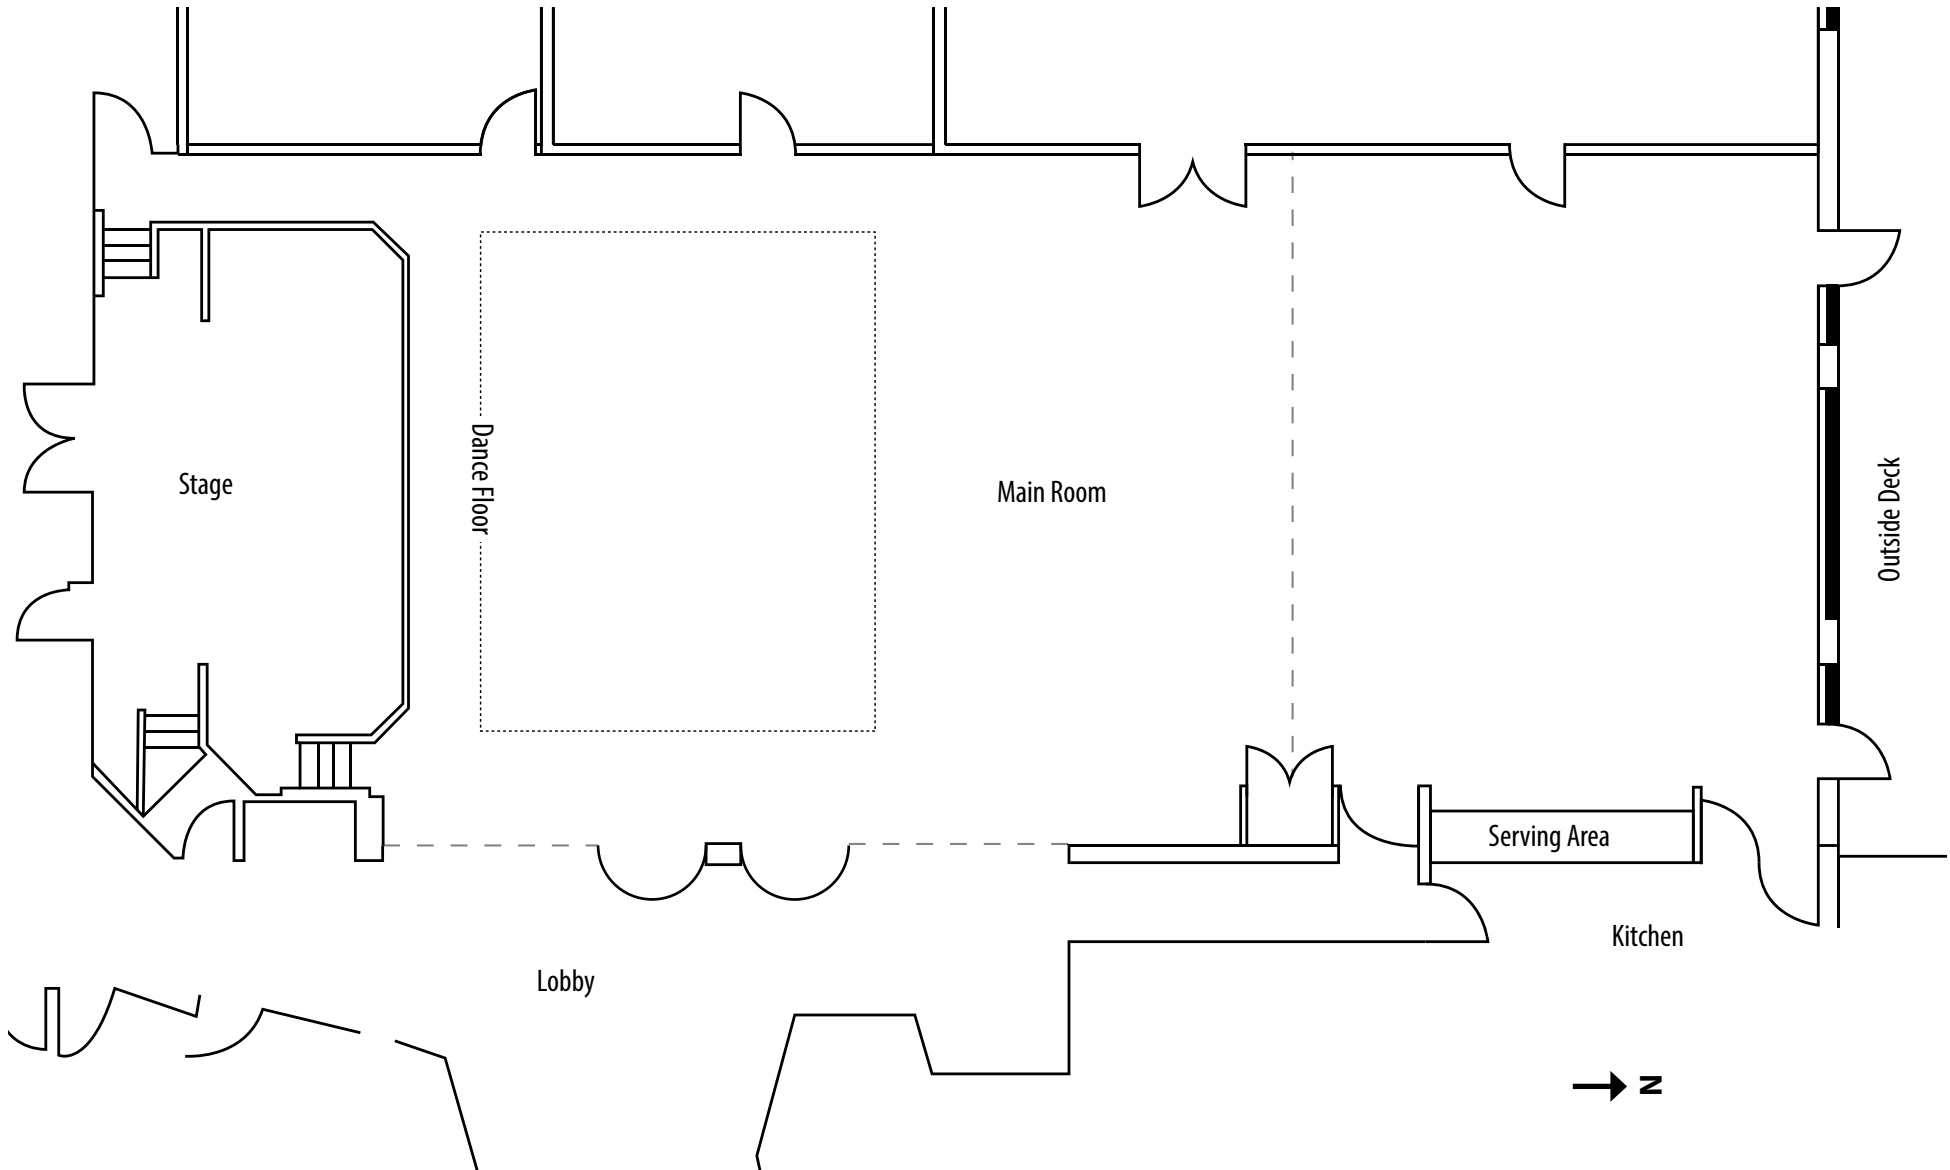 Stage
Dance Floor
Main Room
Outside Deck
Serving Area
Kitchen
Lobby
N